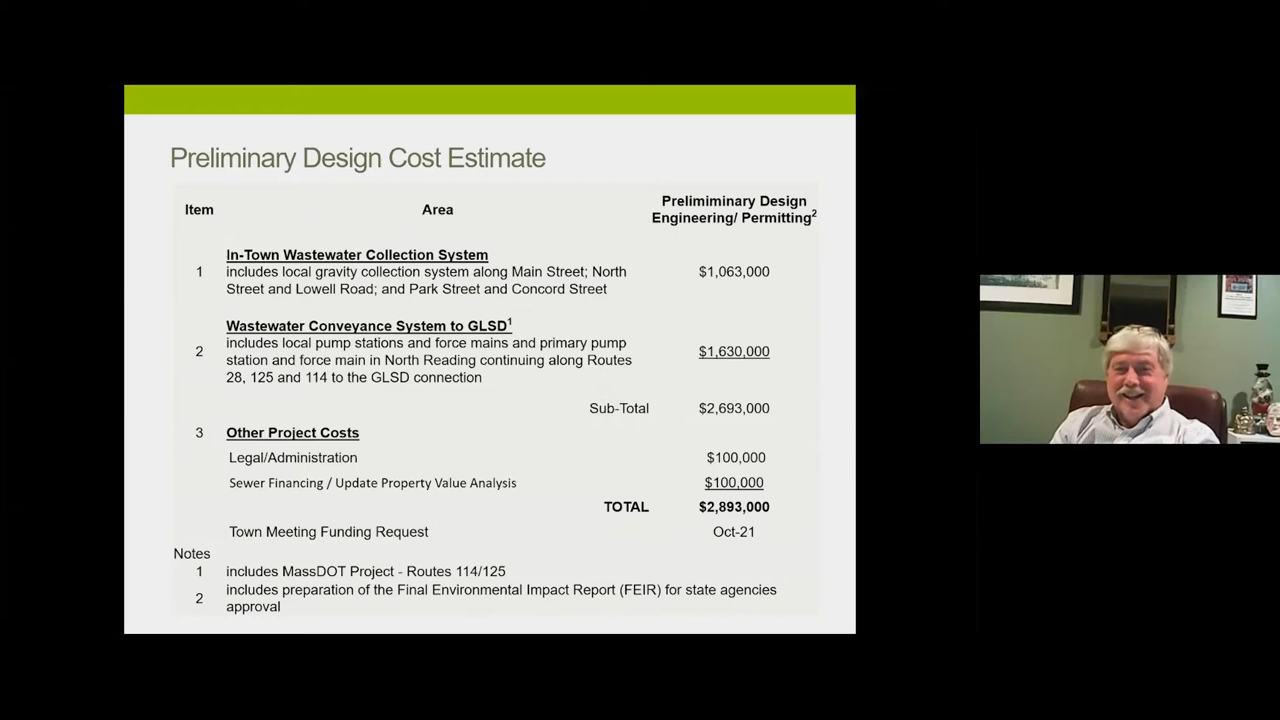 Preliminary Design Cost Estimate
Item Area Prelimiminary Design Engineering/ Permitting2
In-Town Wastewater Collection System
1 includes local gravity collection system along Main Street; North $1,063,000
Street and Lowell Road; and Park Street and Concord Street
Wastewater Conveyance System to GLSD1
includes local pump stations and force mains and primary pump
2 station and force main in North Reading continuing along Routes $1,630,000
28, 125 and 114 to the GLSD connection
Sub-Total $2,693,000
3 Other Project Costs
Legal/Administration $100,000
Sewer Financing / Update Property Value Analysis $100,000
TOTAL $2,893,000
Town Meeting Funding Request Oct-21
Notes
1 includes MassDOT Project - Routes 114/125
2 includes preparation of the Final Environmental Impact Report (FEIR) for state agencies
approval